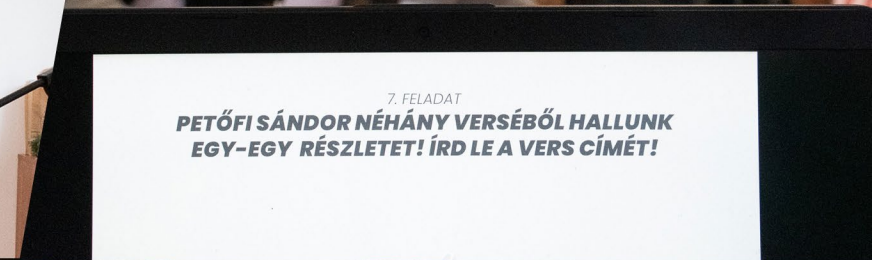 7. FELADAT
PETŐFI SÁNDOR NÉHÁNY VERSÉBŐL HALLUNK
EGY-EGY RÉSZLETET! ÍRD LE A VERS CÍMÉT!